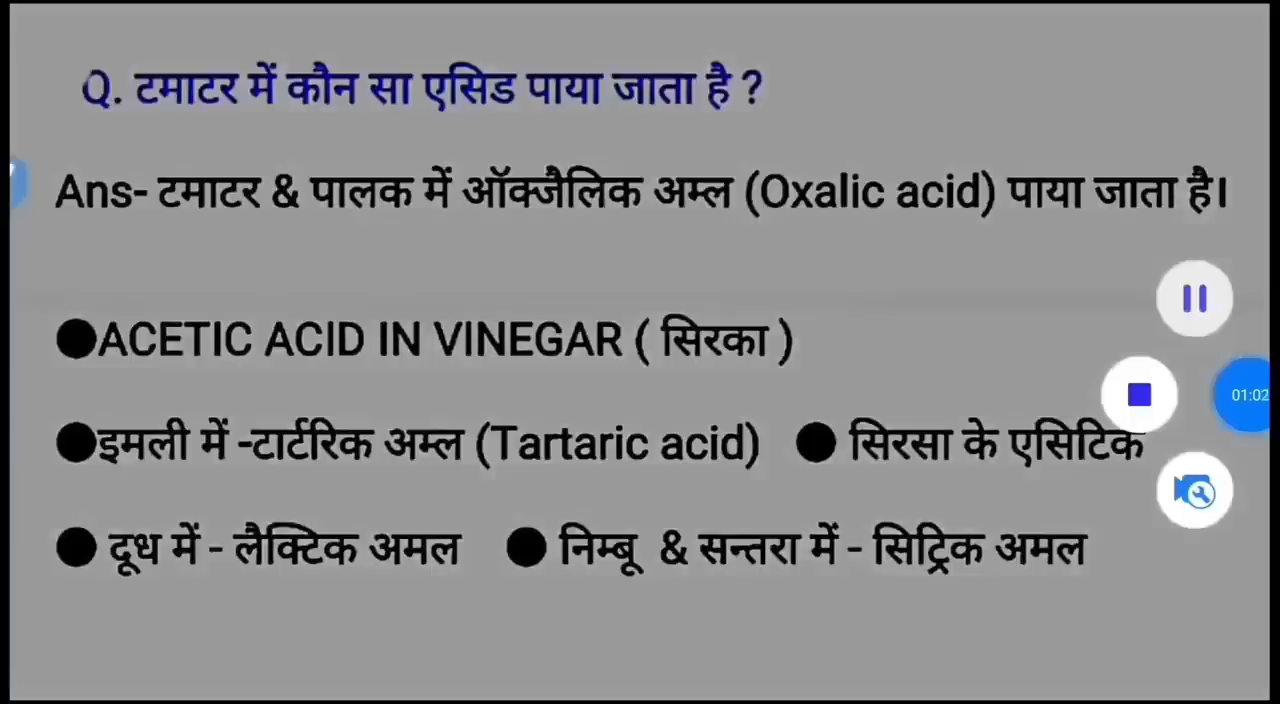 Q. टमाटर में कौन सा एसिड पाया जाता है ?
Ans- टमाटर & पालक में ऑक्जैलिक अम्ल (Oxalic acid) पाया जाता है।
●ACETIC ACID IN VINEGAR ( सिरका )
●इमली में -टार्टरिक अम्ल (Tartaric acid) ● सिरसा के एसिटिक
● दूध में - लैक्टिक अमल ● निम्बू & सन्तरा में - सिट्रिक अमल
01:02